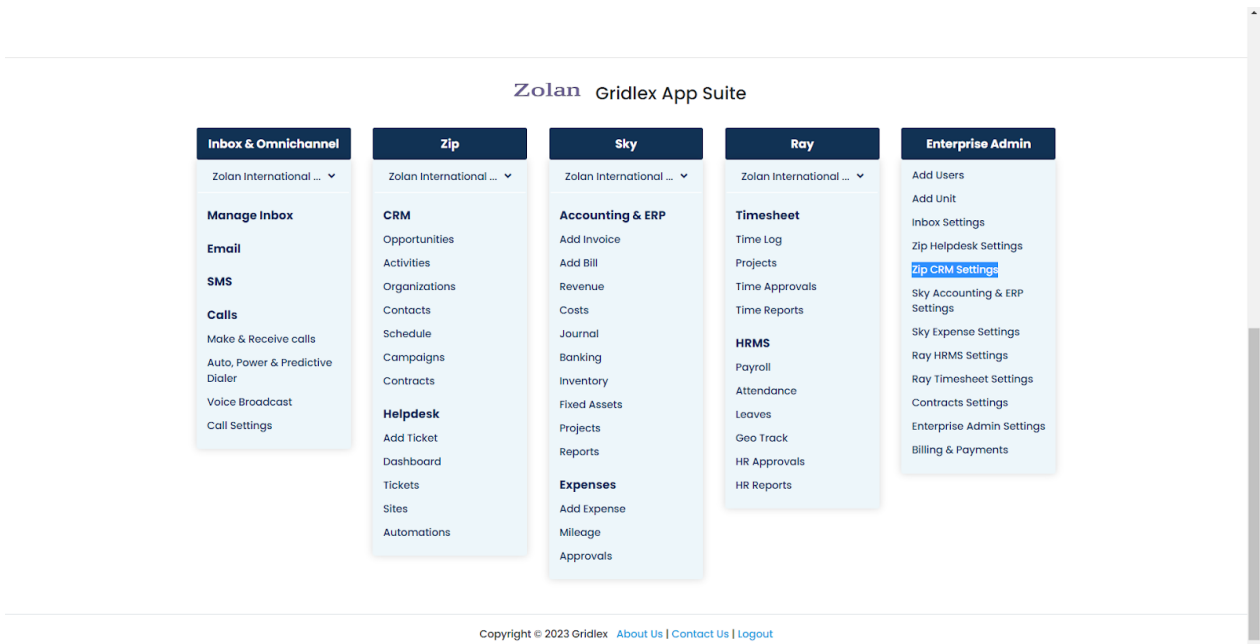 Zolan Gridlex App Suite
Inbox & Omnichannel
Zolan International ...
Manage Inbox
Email
SMS
Calls
Make & Receive calls
Auto, Power & Predictive
Dialer
Voice Broadcast
Call Settings
Zip
Zolan International ...
CRM
Opportunities
Activities
Organizations
Contacts
Schedule
Campaigns
Contracts
Helpdesk
Add Ticket
Dashboard
Tickets
Sites
Automations
Sky
Zolan International ...
Accounting & ERP
Add Invoice
Add Bill
Revenue
Costs
Journal
Banking
Inventory
Fixed Assets
Projects
Reports
Expenses
Add Expense
Mileage
Approvals
Ray
Zolan International ...
Timesheet
Time Log
Projects
Time Approvals
Time Reports
HRMS
Payroll
Attendance
Leaves
Geo Track
HR Approvals
HR Reports
Enterprise Admin
Add Users
Add Unit
Inbox Settings
Zip Helpdesk Settings
Zip CRM Settings
Sky Accounting & ERP
Settings
Sky Expense Settings
Ray HRMS Settings
Ray Timesheet Settings
Contracts Settings
Enterprise Admin Settings
Billing & Payments
Copyright © 2023 Gridlex About Us | Contact Us | Logout